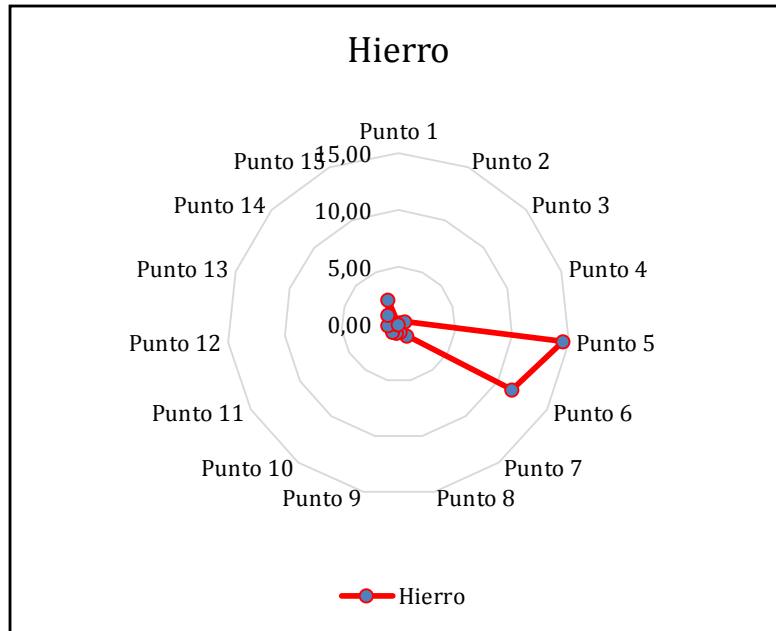 Hierro
Punto 1
15,00
Punto 15
Punto 2
10,00
Punto 14
Punto 3
5,00
Punto 13
Punto 4
0,00
Punto 12
Punto 5
Punto 11
Punto 6
Punto 10
Punto 7
Punto 9
Punto 8
Hierro